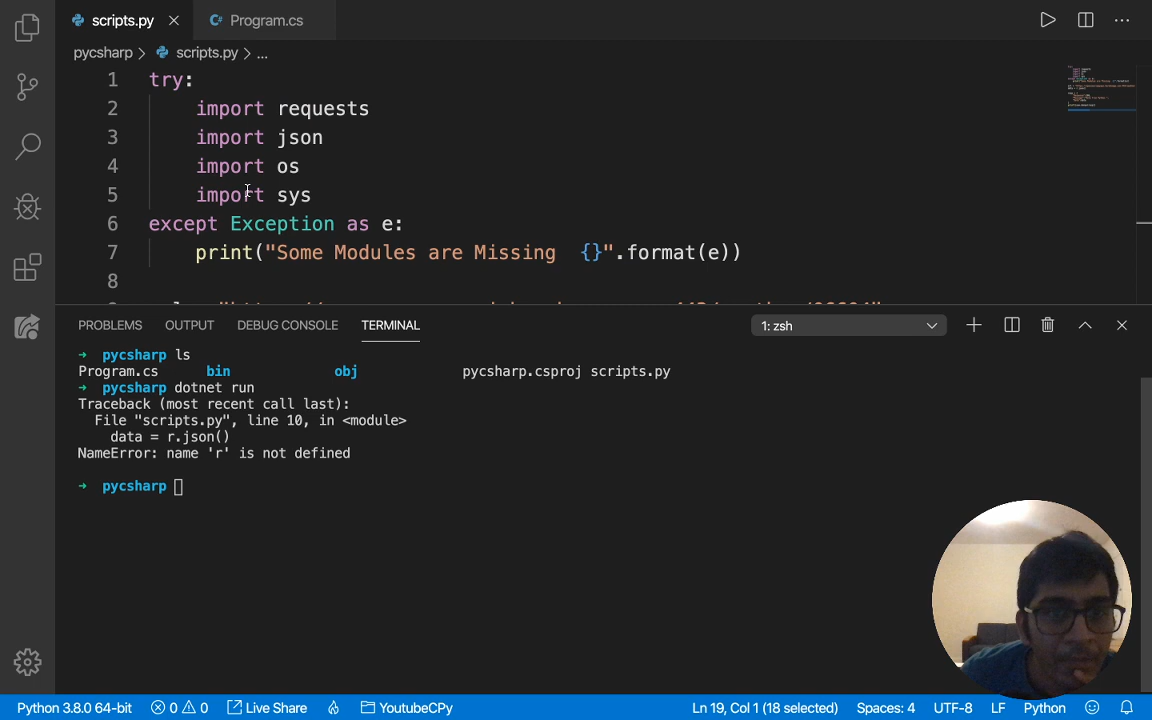 scripts.py
Program.cs
pycsharp > scripts.py > ...
1 try:
2 import requests
3 import json
4 import os
5 import sys
6 except Exception as e:
7 print("Some Modules are Missing {}".format(e))
8
PROBLEMS OUTPUT DEBUG CONSOLE TERMINAL 1: zsh
→ pycsharp ls
Program.cs bin obj pycsharp.csproj scripts.py
→ pycsharp dotnet run
Traceback (most recent call last):
File "scripts.py", line 10, in <module>
data = r.json()
NameError: name 'r' is not defined
→ pycsharp
Python 3.8.0 64-bit 0 0 Live Share YoutubeCPy Ln 19, Col 1 (18 selected) Spaces: 4 UTF-8 LF Python